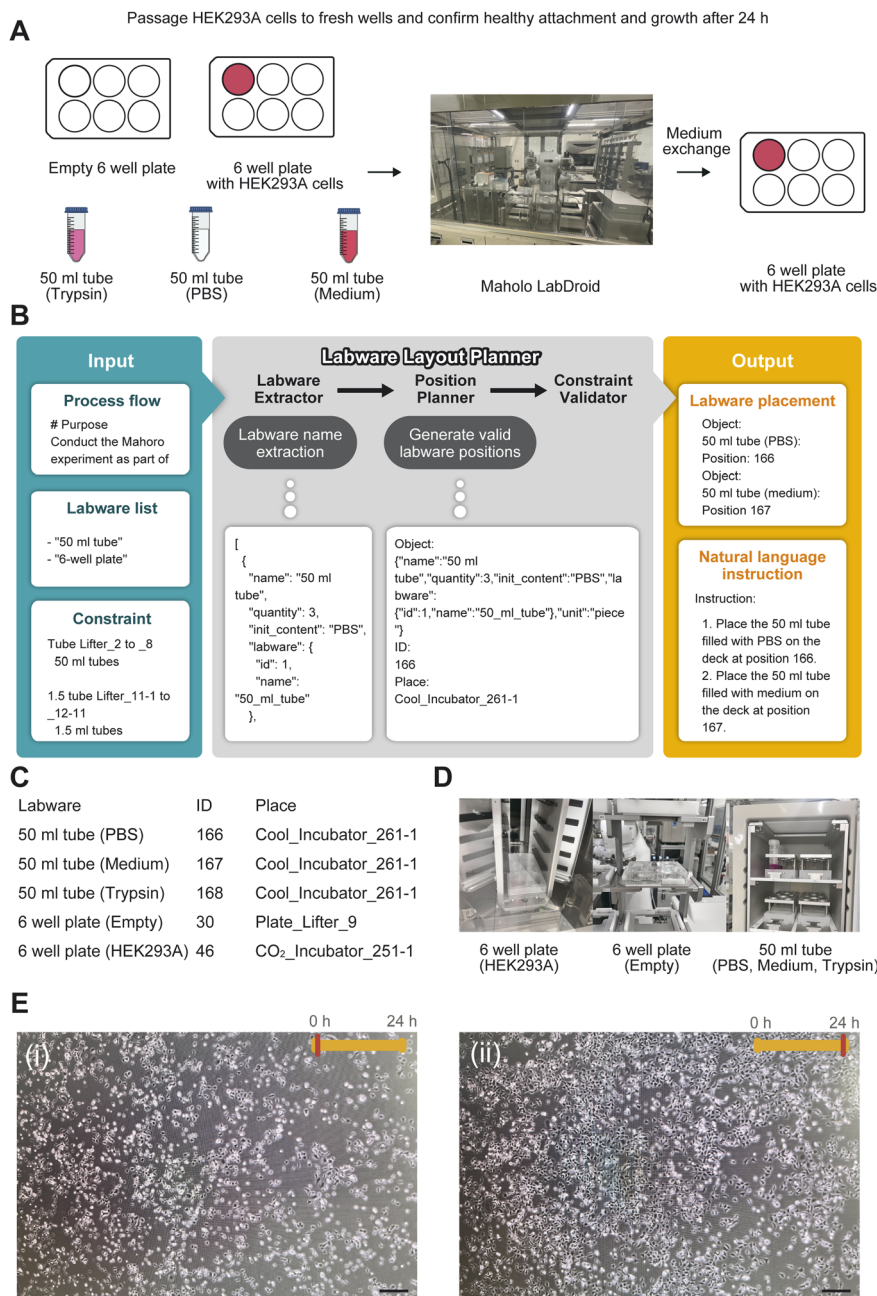 Passage HEK293A cells to fresh wells and confirm healthy attachment and growth after 24 h
A
Empty 6 well plate
6 well plate
with HEK293A cells
50 ml tube
(Trypsin)
50 ml tube
(PBS)
50 ml tube
(Medium)
Maholo LabDroid
Medium
exchange
6 well plate
with HEK293A cells
B
Input
Process flow
# Purpose
Conduct the Mahoro
experiment as part of
Labware list
- "50 ml tube"
- "6-well plate"
Constraint
Tube Lifter_2 to _8
50 ml tubes
1.5 tube Lifter_11-1 to
_12-11
1.5 ml tubes
Labware Layout Planner
Labware
Extractor
Position
Planner
Constraint
Validator
Labware name
extraction
Generate valid
labware positions
[
{
"name": "50 ml
tube",
"quantity": 3,
"init_content": "PBS",
"labware": {
"id": 1,
"name":
"50_ml_tube"
},
Object:
{"name":"50 ml
tube","quantity":3,"init_content":"PBS","la
bware":
{"id":1,"name":"50_ml_tube"},"unit":"piece
"}
ID:
166
Place:
Cool_Incubator_261-1
Output
Labware placement
Object:
50 ml tube (PBS):
Position: 166
Object:
50 ml tube (medium):
Position 167
Natural language
instruction
Instruction:
1. Place the 50 ml tube
filled with PBS on the
deck at position 166.
2. Place the 50 ml tube
filled with medium on
the deck at position
167.
C
Labware ID Place
50 ml tube (PBS) 166 Cool_Incubator_261-1
50 ml tube (Medium) 167 Cool_Incubator_261-1
50 ml tube (Trypsin) 168 Cool_Incubator_261-1
6 well plate (Empty) 30 Plate_Lifter_9
6 well plate (HEK293A) 46 CO₂_Incubator_251-1
D
6 well plate
(HEK293A)
6 well plate
(Empty)
50 ml tube
(PBS, Medium, Trypsin)
E
0 h 24 h
(i)
0 h 24 h
(ii)